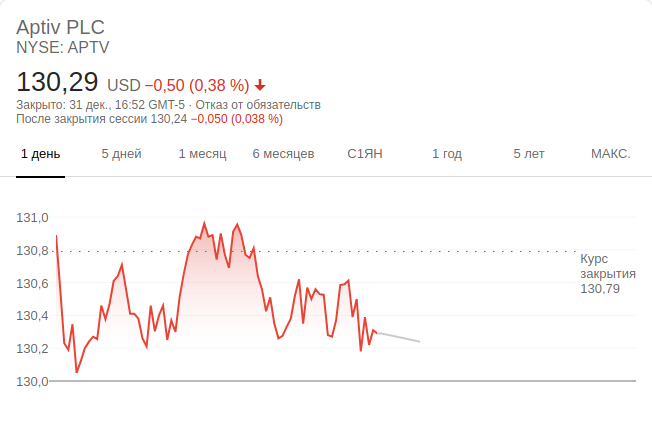 Aptiv PLC
NYSE: APTV
130,29 USD −0,50 (0,38 %)
Закрыто: 31 дек., 16:52 GMT-5 · Отказ от обязательств
После закрытия сессии 130,24 −0,050 (0,038 %)
1 день 5 дней 1 месяц 6 месяцев С1ЯН 1 год 5 лет МАКС.
131,0
130,8
130,6
130,4
130,2
130,0
Курс
закрытия
130,79